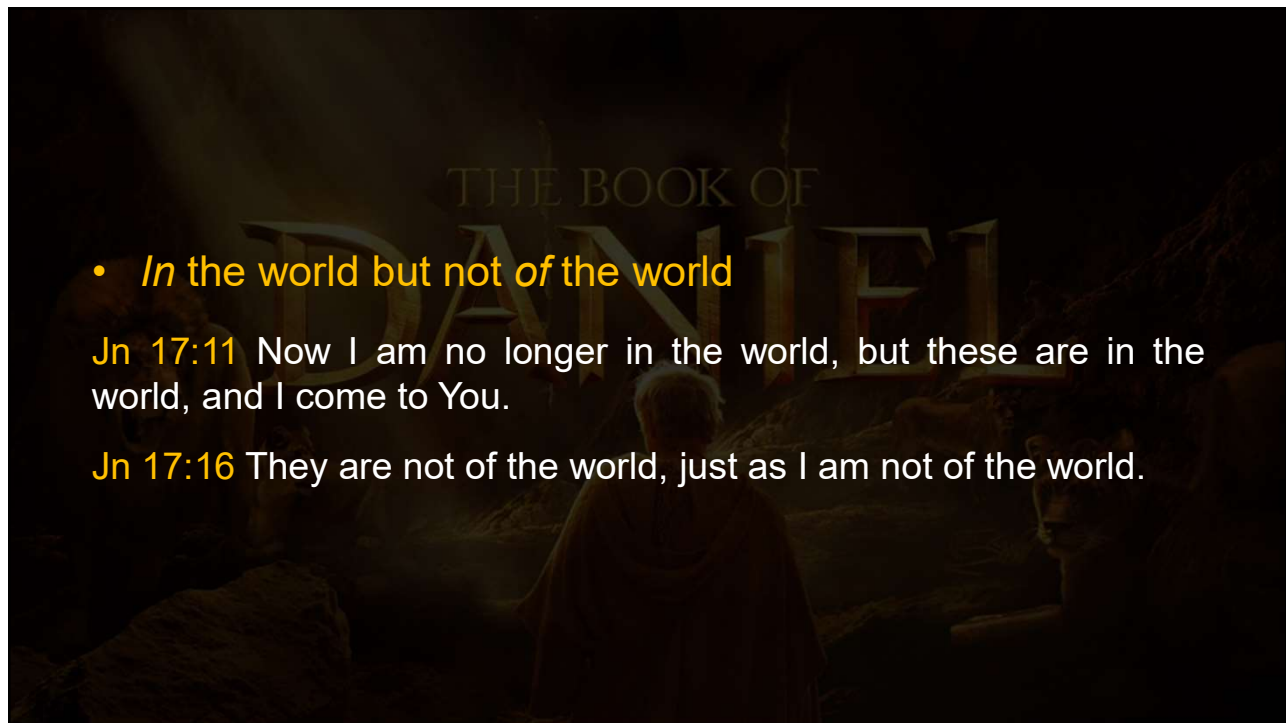 THE BOOK OF
DANIEL
• In the world but not of the world
Jn 17:11 Now I am no longer in the world, but these are in the
world, and I come to You.
Jn 17:16 They are not of the world, just as I am not of the world.